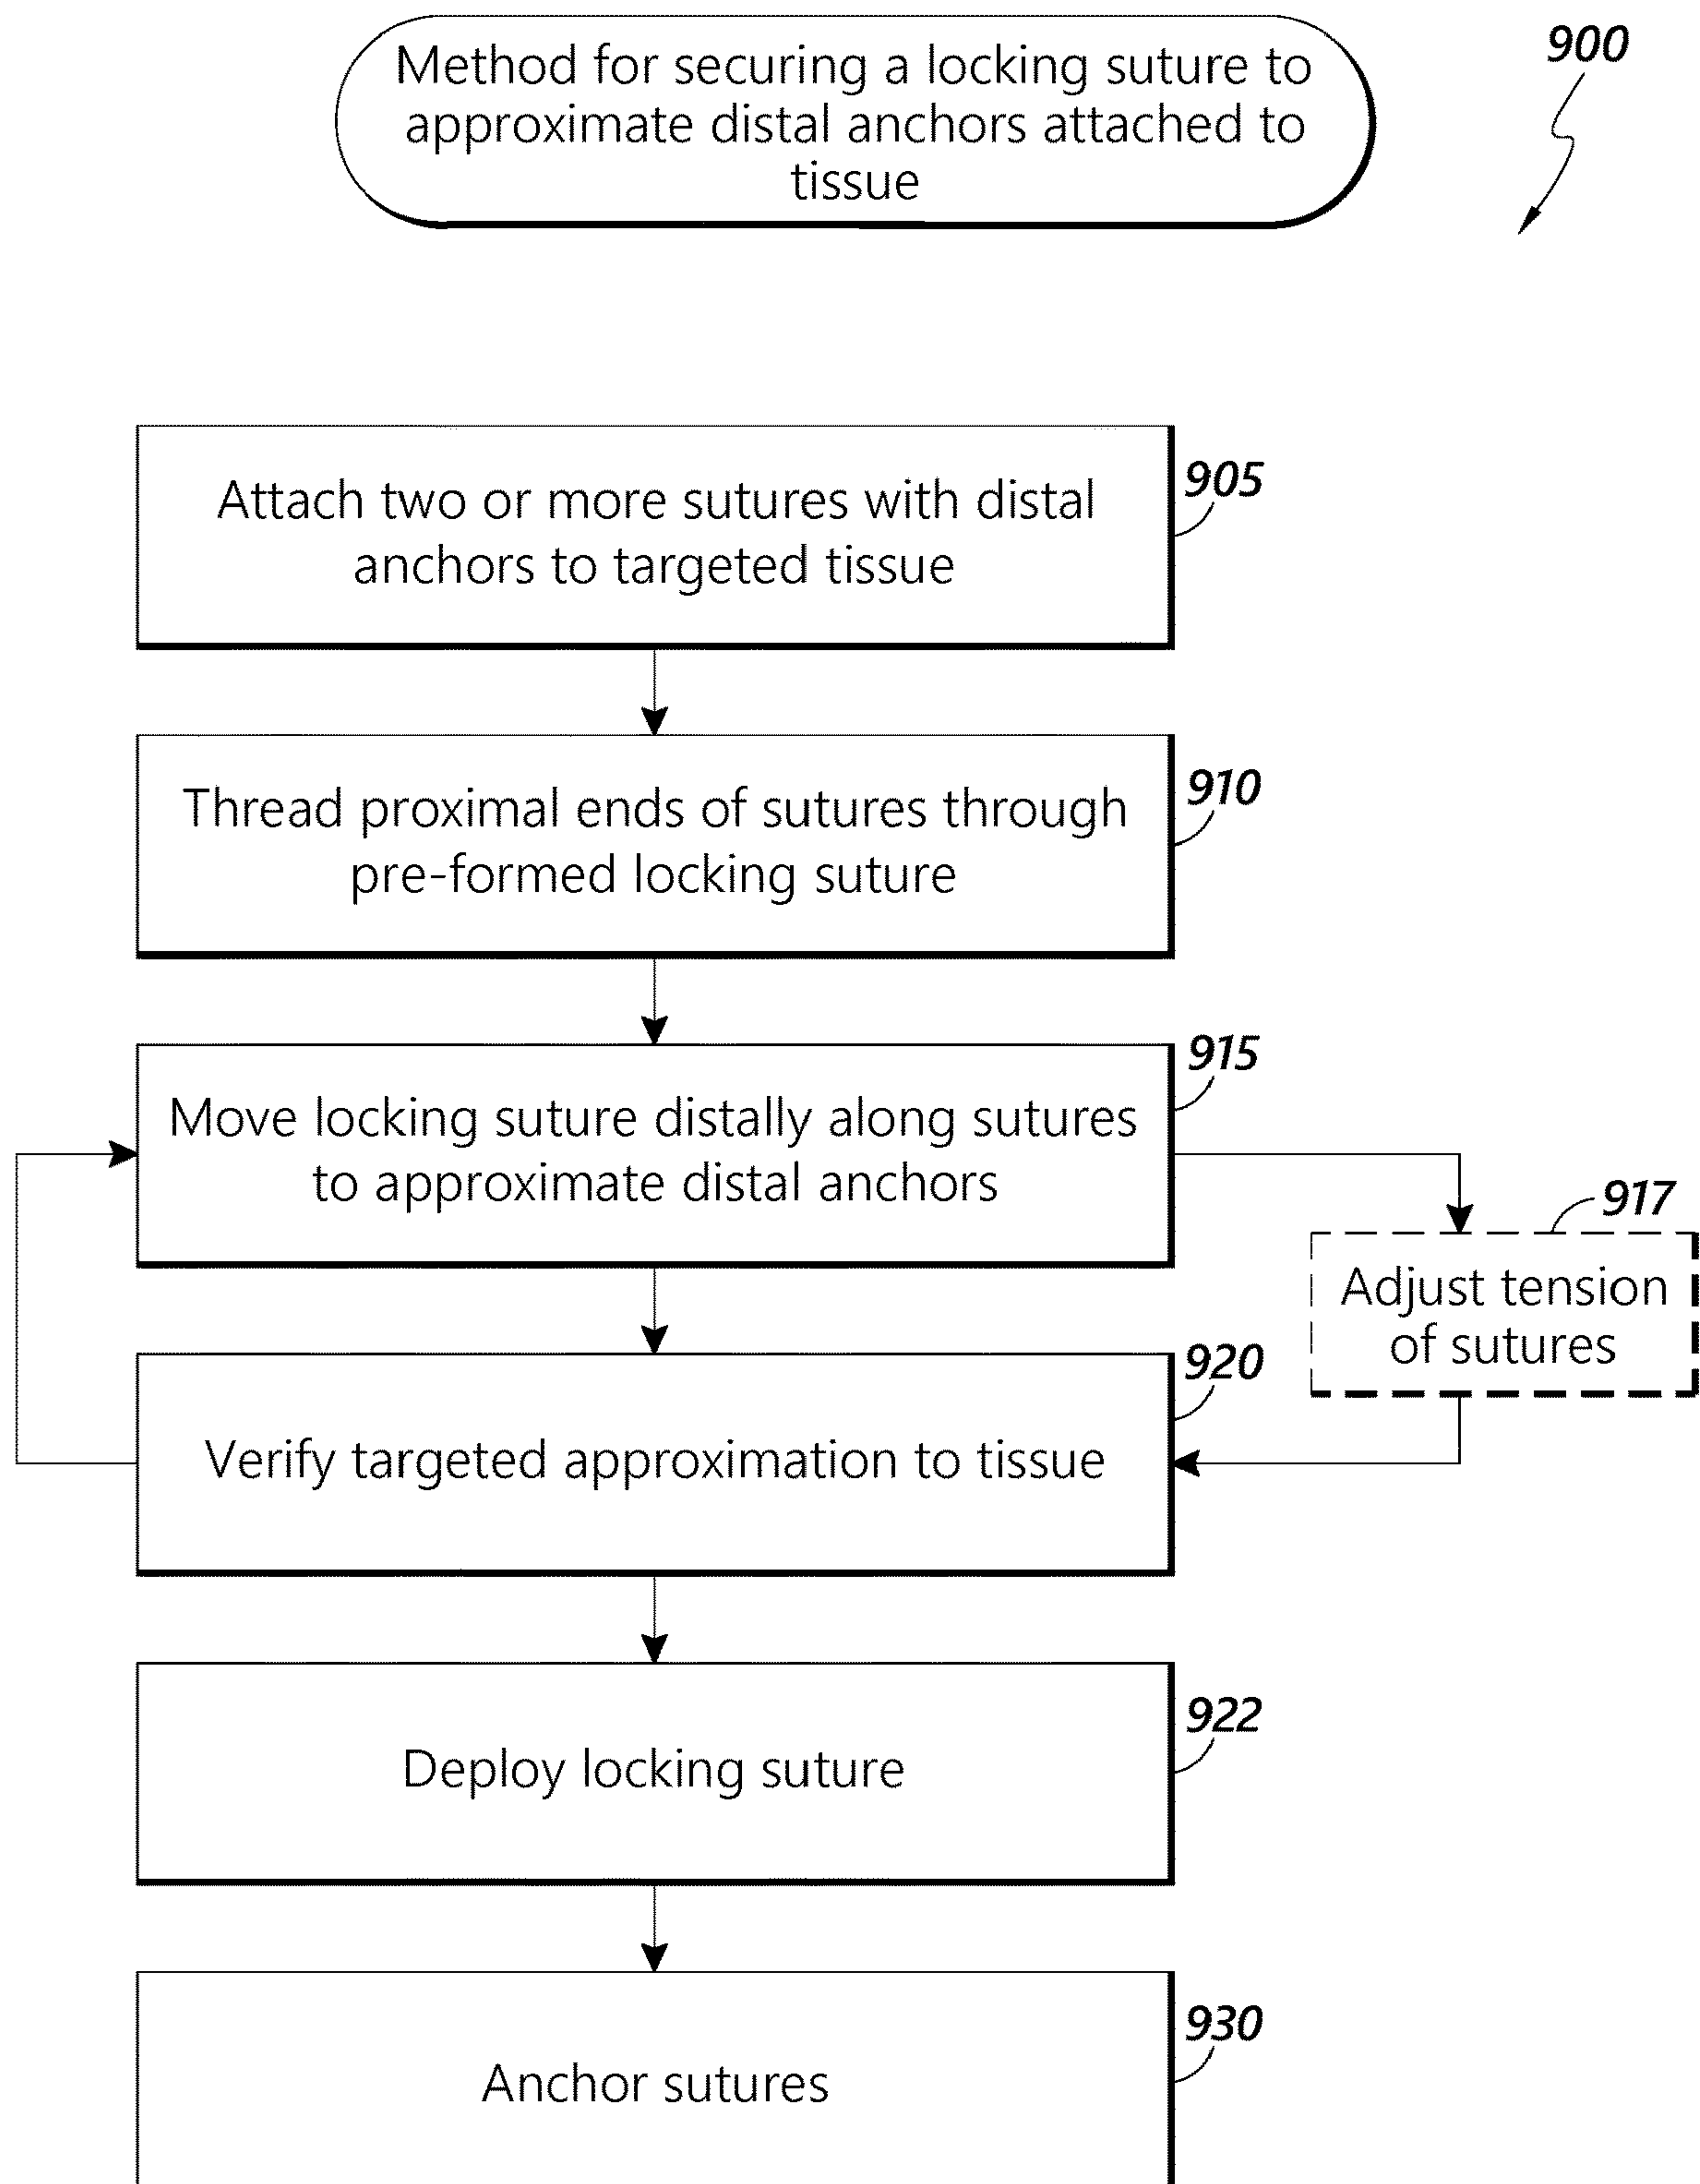 Method for securing a locking suture to
approximate distal anchors attached to
tissue
900
Attach two or more sutures with distal
anchors to targeted tissue
905
Thread proximal ends of sutures through
pre-formed locking suture
910
Move locking suture distally along sutures
to approximate distal anchors
915
Adjust tension
of sutures
917
Verify targeted approximation to tissue
920
Deploy locking suture
922
Anchor sutures
930